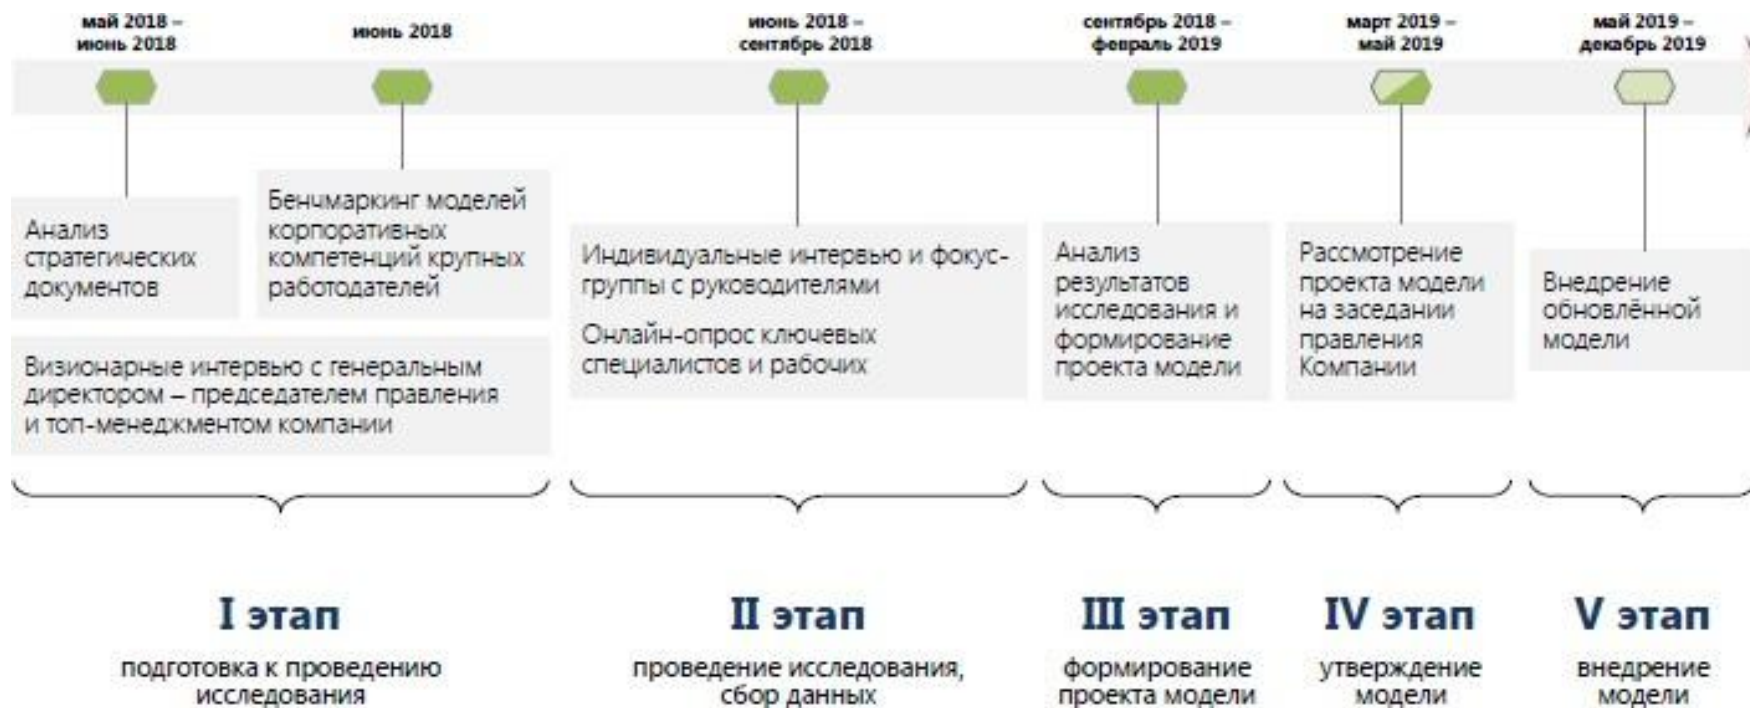 май 2018 –
июнь 2018
июнь 2018
июнь 2018 –
сентябрь 2018
сентябрь 2018 –
февраль 2019
март 2019 –
май 2019
май 2019 –
декабрь 2019
Анализ
стратегических
документов
Бенчмаркинг моделей
корпоративных
компетенций крупных
работодателей
Визионарные интервью с генеральным
директором – председателем правления
и топ-менеджментом компании
Индивидуальные интервью и фокус-
группы с руководителями
Онлайн-опрос ключевых
специалистов и рабочих
Анализ
результатов
исследования и
формирование
проекта модели
Рассмотрение
проекта модели
на заседании
правления
Компании
Внедрение
обновлённой
модели
I этап
подготовка к проведению
исследования
II этап
проведение исследования,
сбор данных
III этап
формирование
проекта модели
IV этап
утверждение
модели
V этап
внедрение
модели